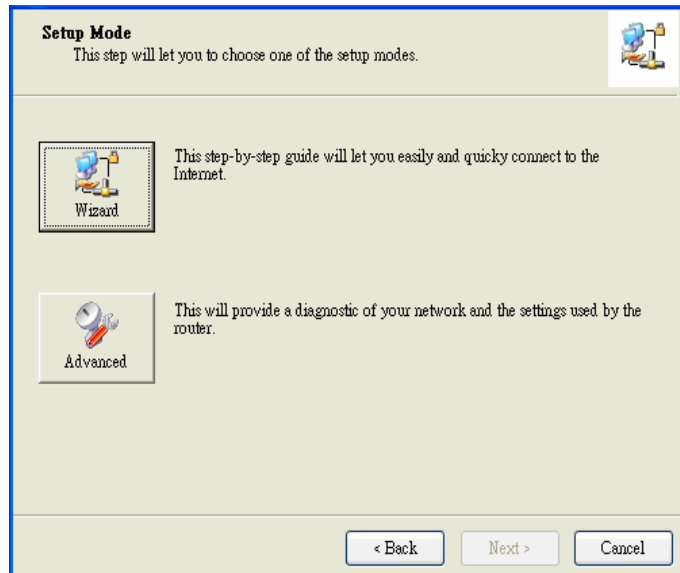 Setup Mode
This step will let you to choose one of the setup modes.
Wizard
This step-by-step guide will let you easily and quicky connect to the
Internet.
Advanced
This will provide a diagnostic of your network and the settings used by the
router.
< Back
Next >
Cancel